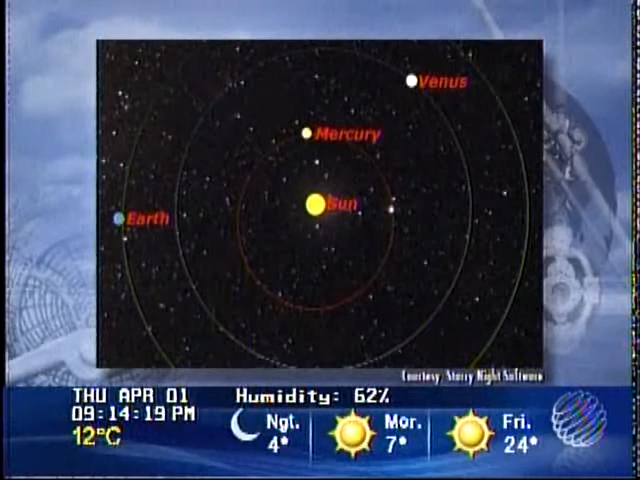 Venus
Mercury
Sun
Earth
Courtesy: Starry Night Software
THU APR 01
Humidity: 62%
09:14:19 PM
12°C
Ngt.
4°
Mor.
7°
Fri.
24°